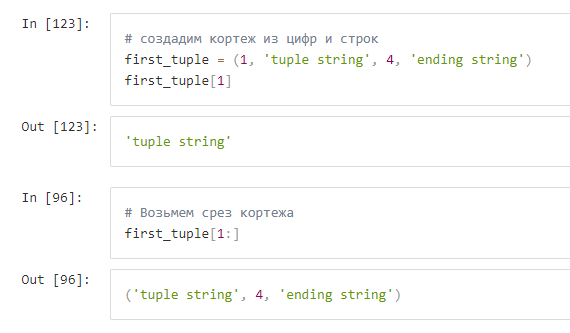 In [123]:
# создадим кортеж из цифр и строк
first_tuple = (1, 'tuple string', 4, 'ending string')
first_tuple[1]
Out [123]:
'tuple string'
In [96]:
# Возьмем срез кортежа
first_tuple[1:]
Out [96]:
('tuple string', 4, 'ending string')